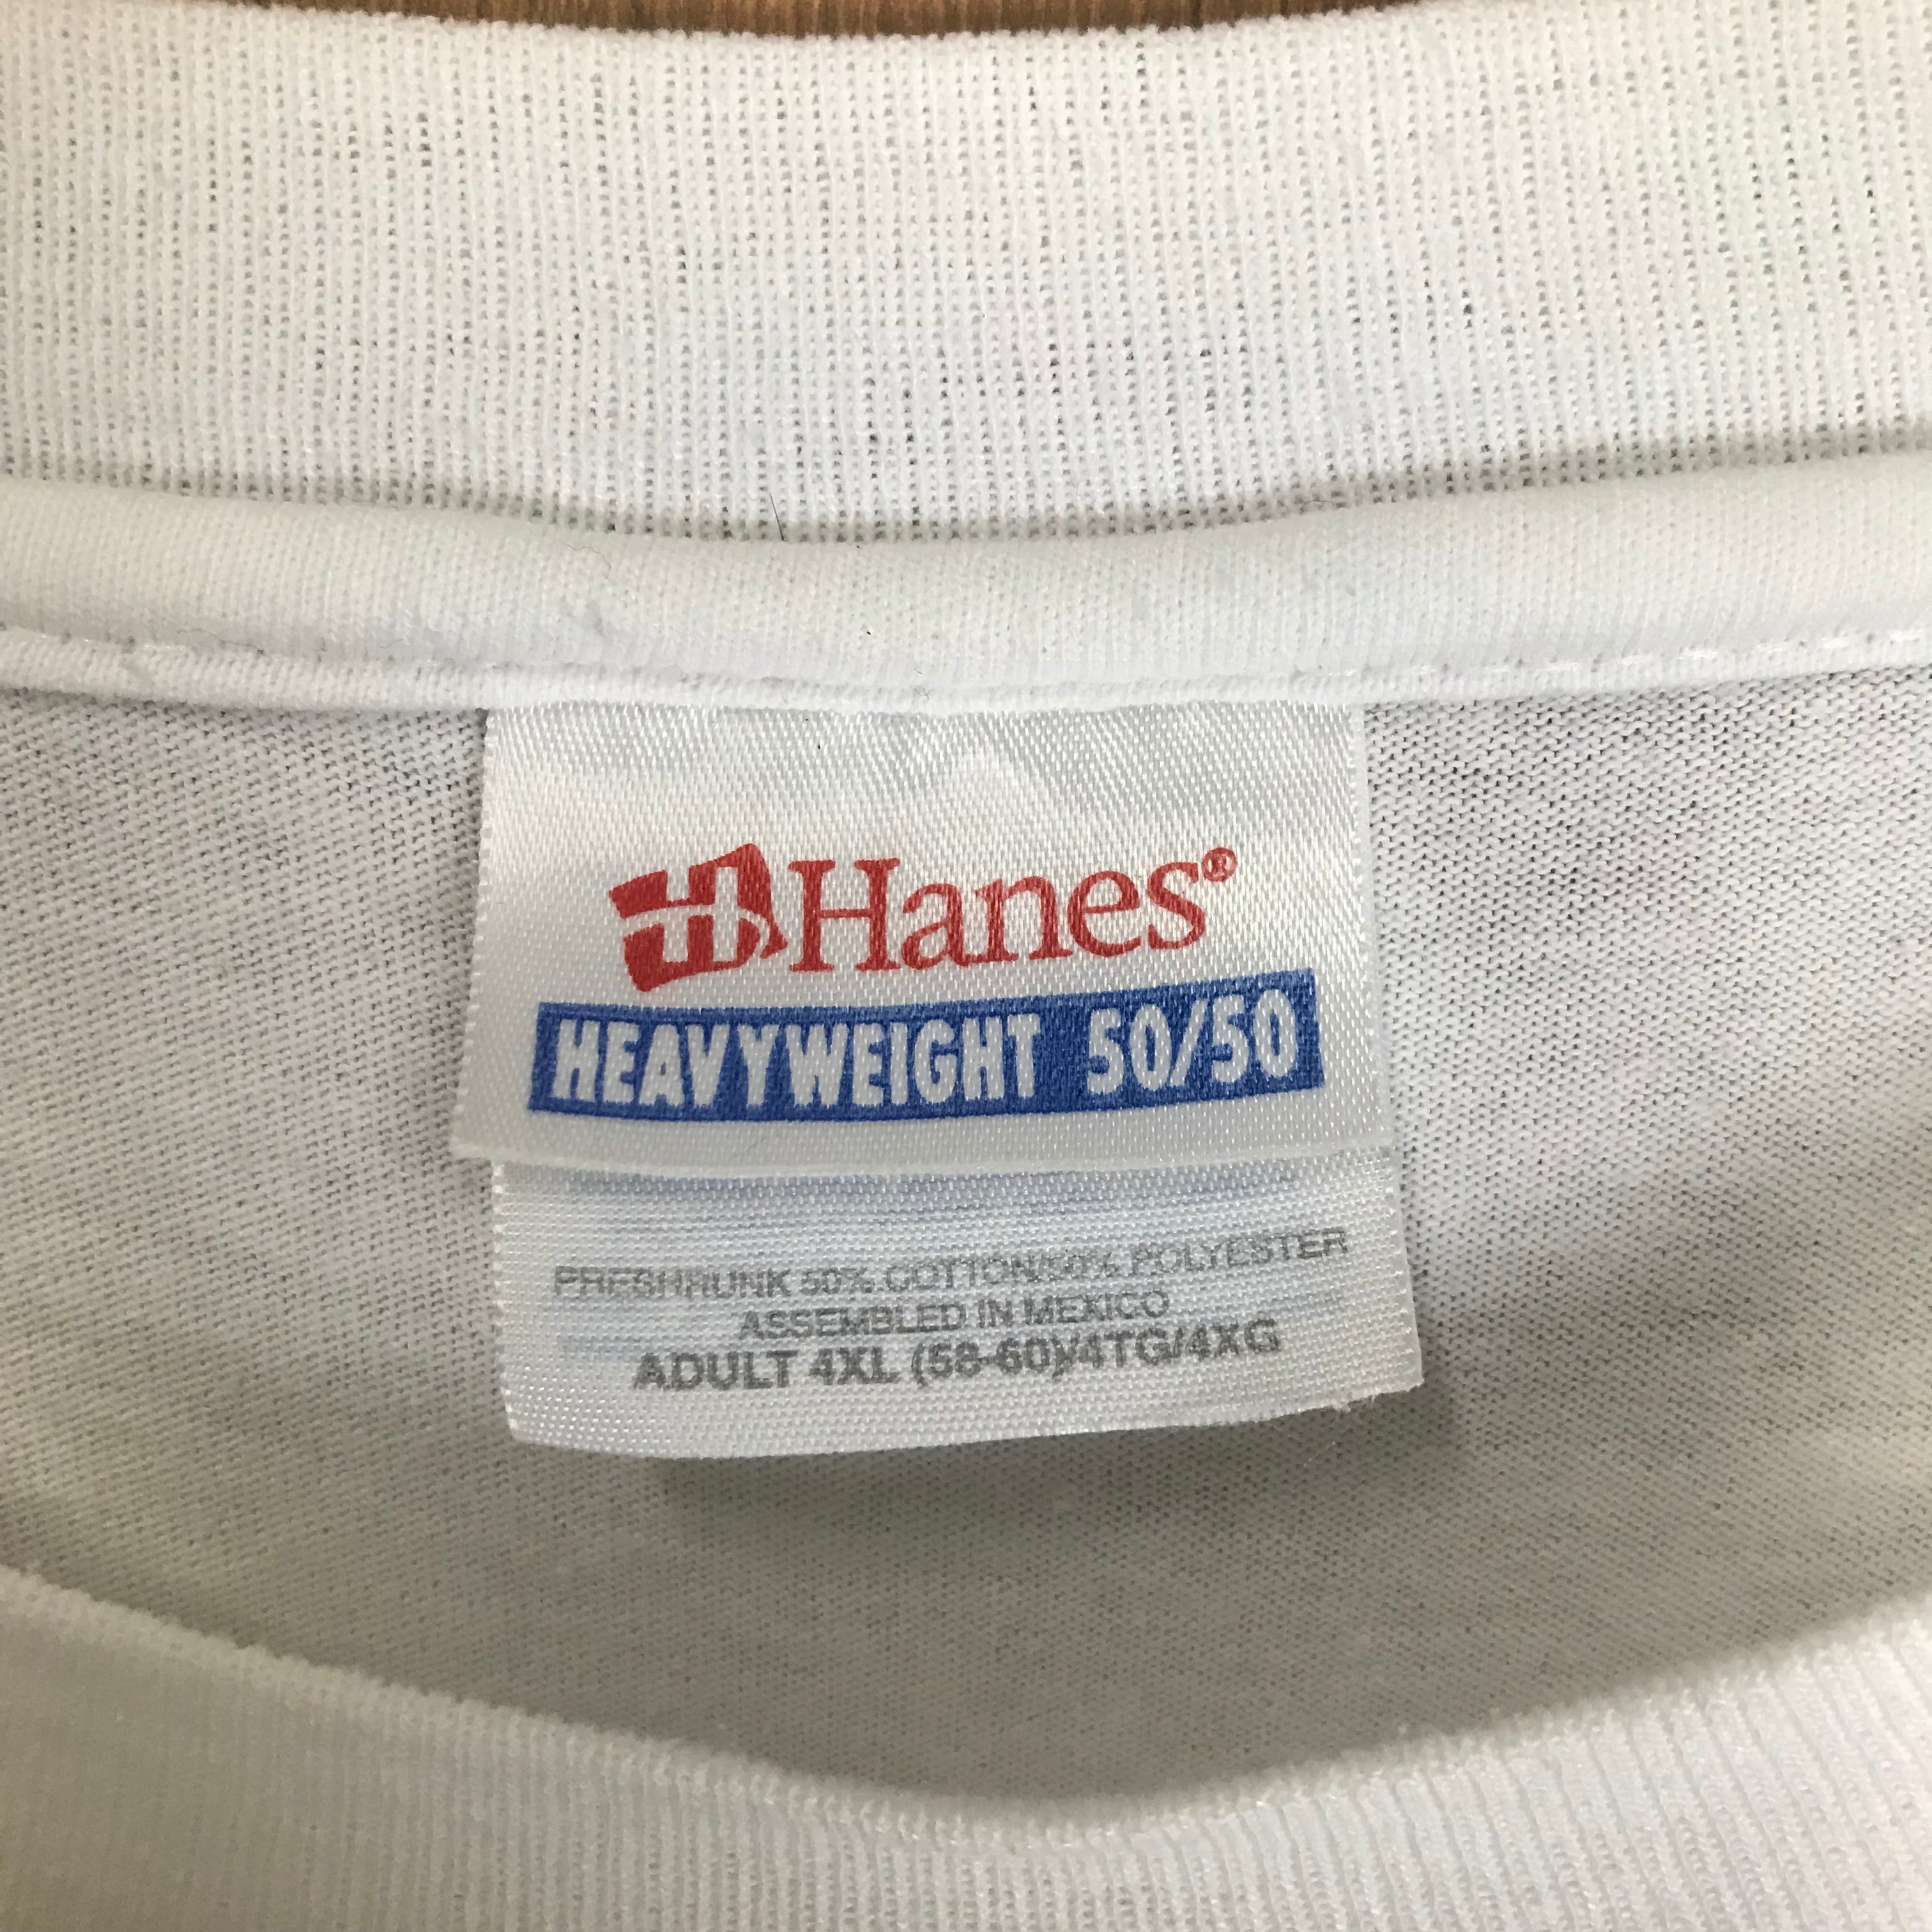 Hanes®
HEAVYWEIGHT 50/50
PRESHRUNK 50% COTTON/50% POLYESTER
ASSEMBLED IN MEXICO
ADULT 4XL (58-60)/4TG/4XG